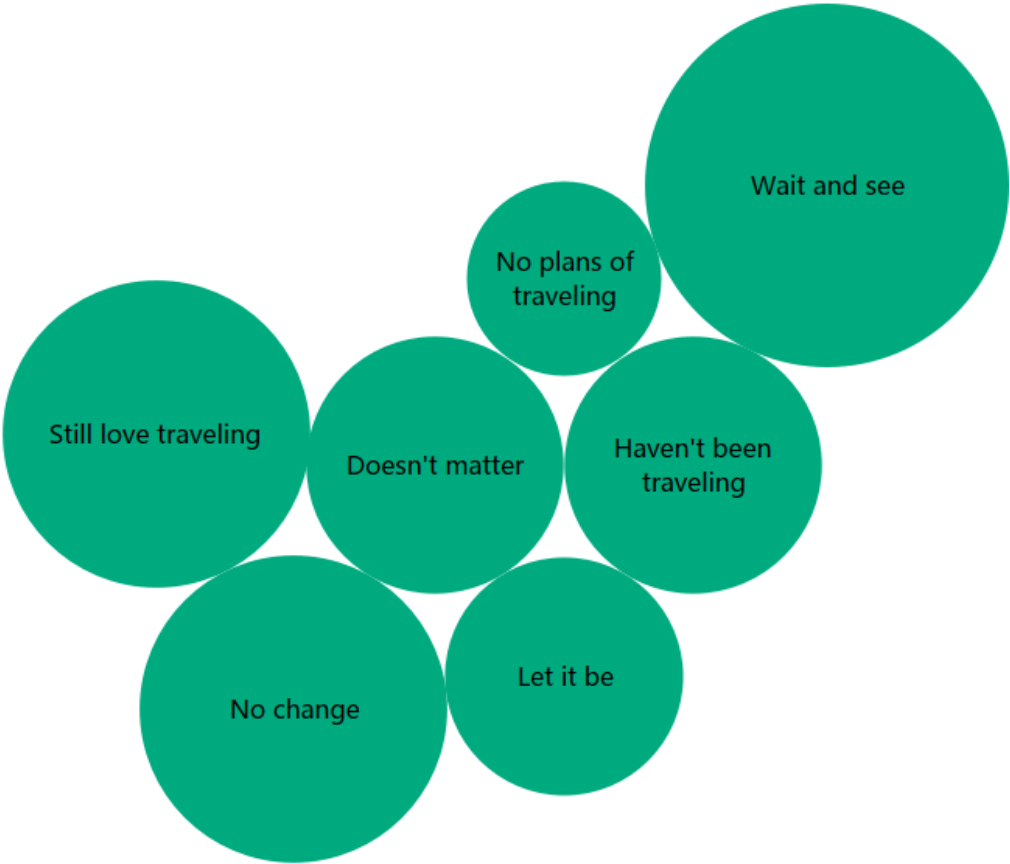 Wait and see
No plans of
traveling
Still love traveling
Doesn't matter
Haven't been
traveling
No change
Let it be